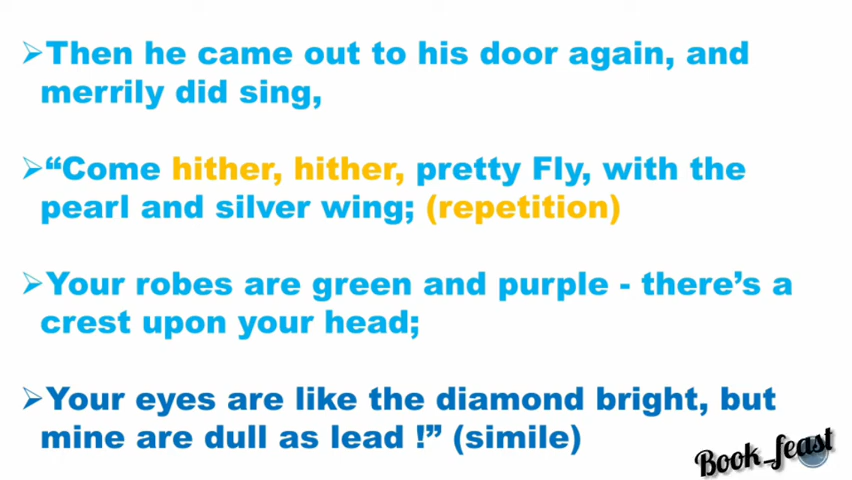 ➢Then he came out to his door again, and
merrily did sing,
➢“Come hither, hither, pretty Fly, with the
pearl and silver wing; (repetition)
➢Your robes are green and purple - there’s a
crest upon your head;
➢Your eyes are like the diamond bright, but
mine are dull as lead !” (simile)
Book_feast